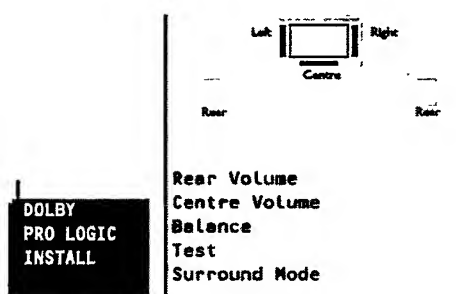 Left Right
Centre
Rear Rear
Rear Volume
Centre Volume
Balance
Test
Surround Mode
DOLBY
PRO LOGIC
INSTALL